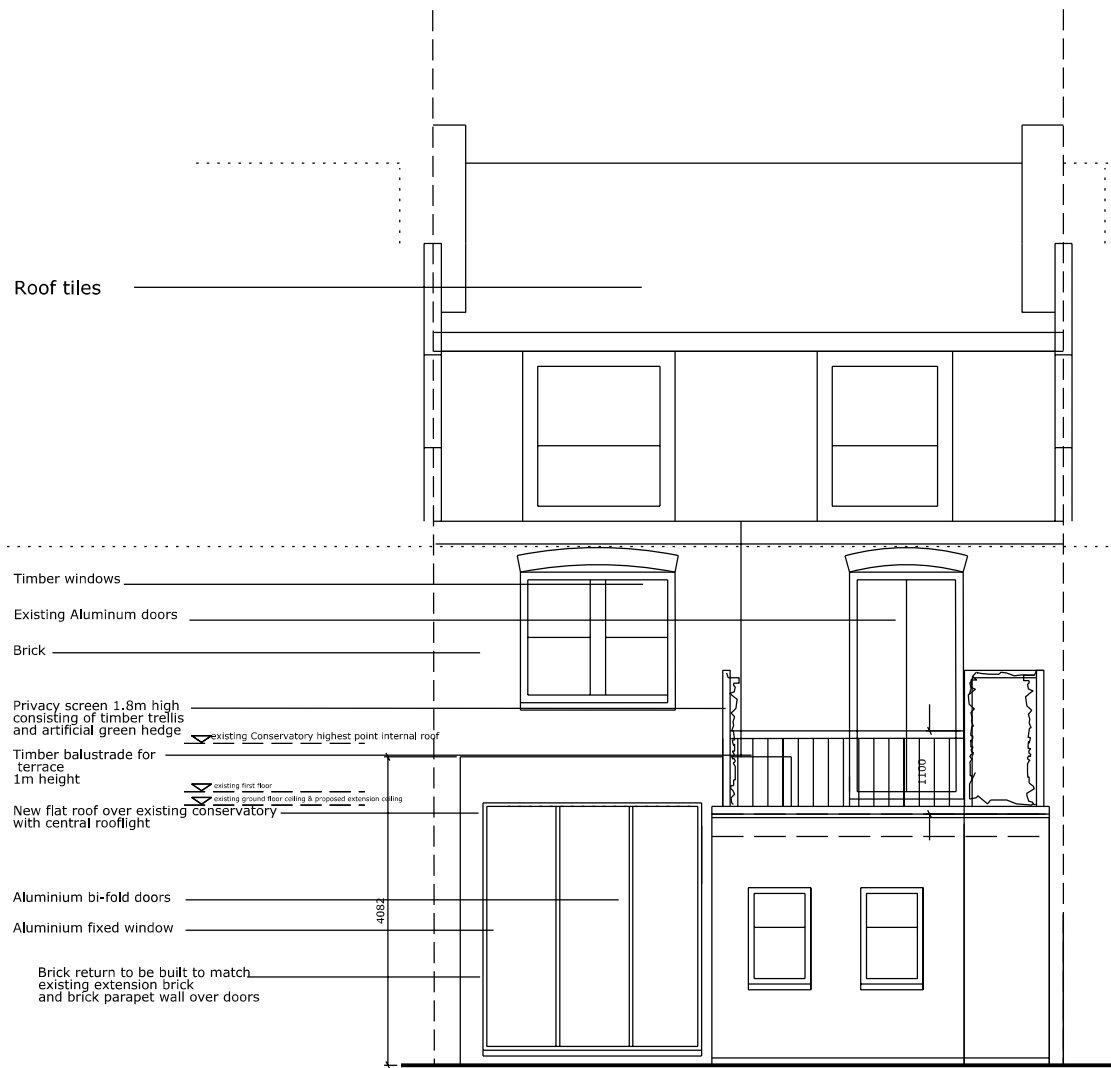 Roof tiles
Timber windows
Existing Aluminum doors
Brick
Privacy screen 1.8m high
consisting of timber trellis
and artificial green hedge
existing Conservatory highest point internal roof
Timber balustrade for
terrace
1m height
existing first floor
existing ground floor ceiling & proposed extension ceiling
New flat roof over existing conservatory
with central rooflight
1100
Aluminium bi-fold doors
4082
Aluminium fixed window
Brick return to be built to match
existing extension brick
and brick parapet wall over doors